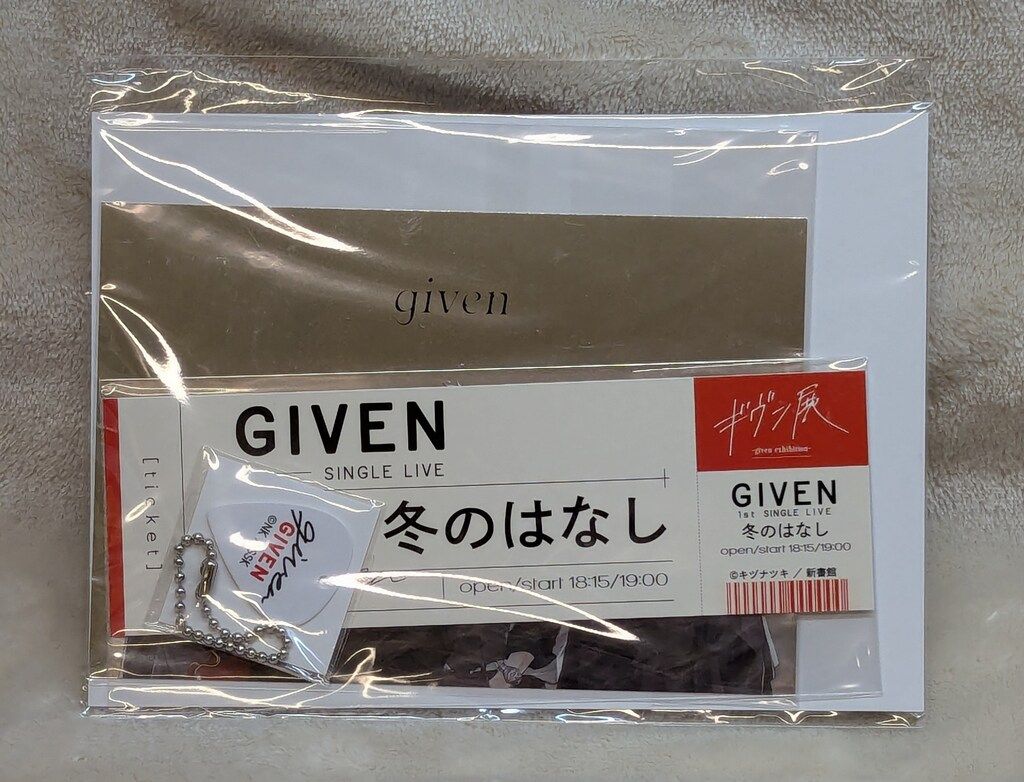 given
[ticket]
GIVEN
SINGLE LIVE
冬のはなし
open/start 18:15/19:00
ギヴン展
-given exhibition-
GIVEN
1st SINGLE LIVE
冬のはなし
open/start 18:15/19:00
©キヅナツキ / 新書館
given
GIVEN